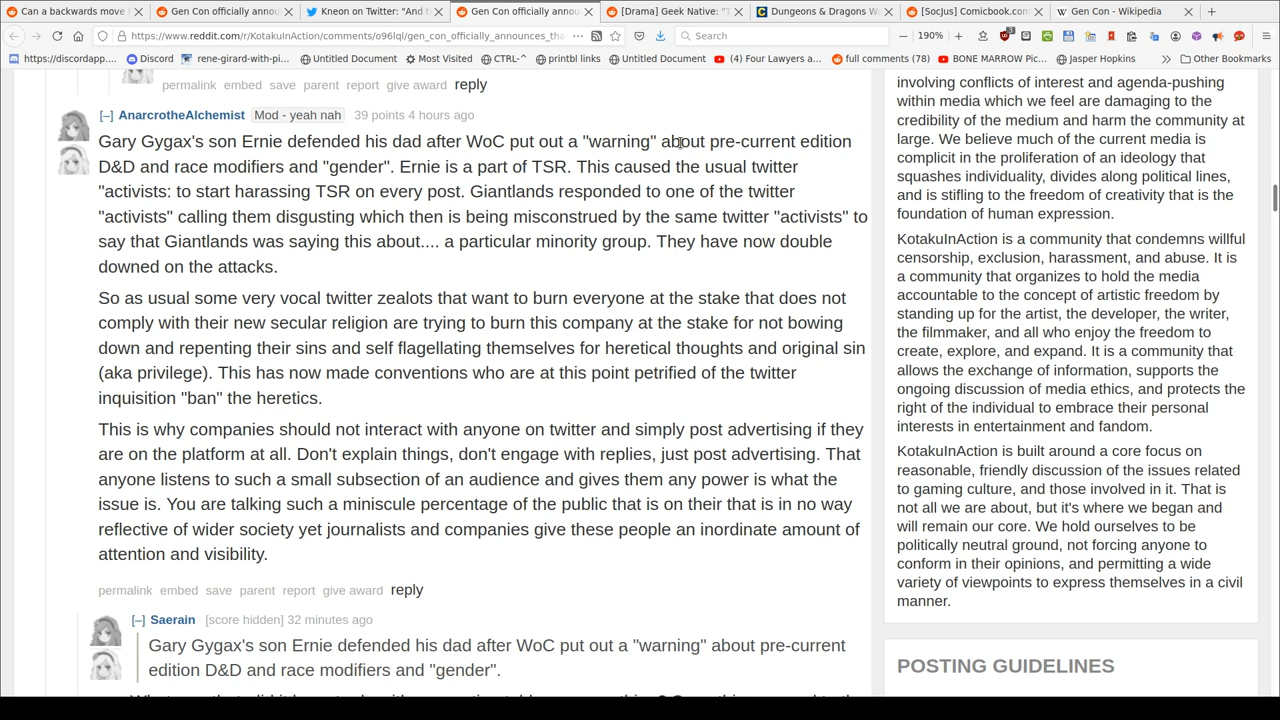 Can a backwards move
Gen Con officially annou
Kneon on Twitter: "And t
Gen Con officially annou
[Drama] Geek Native: "T
Dungeons & Dragons W
[SocJus] Comicbook.com
Gen Con - Wikipedia
https://www.reddit.com/r/KotakuInAction/comments/o96lql/gen_con_officially_announces_tha
Search
190%
https://discordapp....
Discord
rene-girard-with-pi...
Untitled Document
Most Visited
CTRL-^
printbl links
Untitled Document
(4) Four Lawyers a...
full comments (78)
BONE MARROW Pic...
Jasper Hopkins
Other Bookmarks
permalink embed save parent report give award reply
[–] AnarcrotheAlchemist Mod - yeah nah 39 points 4 hours ago
Gary Gygax's son Ernie defended his dad after WoC put out a "warning" about pre-current edition
D&D and race modifiers and "gender". Ernie is a part of TSR. This caused the usual twitter
"activists: to start harassing TSR on every post. Giantlands responded to one of the twitter
"activists" calling them disgusting which then is being misconstrued by the same twitter "activists" to
say that Giantlands was saying this about.... a particular minority group. They have now double
downed on the attacks.
So as usual some very vocal twitter zealots that want to burn everyone at the stake that does not
comply with their new secular religion are trying to burn this company at the stake for not bowing
down and repenting their sins and self flagellating themselves for heretical thoughts and original sin
(aka privilege). This has now made conventions who are at this point petrified of the twitter
inquisition "ban" the heretics.
This is why companies should not interact with anyone on twitter and simply post advertising if they
are on the platform at all. Don't explain things, don't engage with replies, just post advertising. That
anyone listens to such a small subsection of an audience and gives them any power is what the
issue is. You are talking such a miniscule percentage of the public that is on their that is in no way
reflective of wider society yet journalists and companies give these people an inordinate amount of
attention and visibility.
permalink embed save parent report give award reply
[–] Saerain [score hidden] 32 minutes ago
Gary Gygax's son Ernie defended his dad after WoC put out a "warning" about pre-current
edition D&D and race modifiers and "gender".
involving conflicts of interest and agenda-pushing
within media which we feel are damaging to the
credibility of the medium and harm the community at
large. We believe much of the current media is
complicit in the proliferation of an ideology that
squashes individuality, divides along political lines,
and is stifling to the freedom of creativity that is the
foundation of human expression.
KotakuInAction is a community that condemns willful
censorship, exclusion, harassment, and abuse. It is
a community that organizes to hold the media
accountable to the concept of artistic freedom by
standing up for the artist, the developer, the writer,
the filmmaker, and all who enjoy the freedom to
create, explore, and expand. It is a community that
allows the exchange of information, supports the
ongoing discussion of media ethics, and protects the
right of the individual to embrace their personal
interests in entertainment and fandom.
KotakuInAction is built around a core focus on
reasonable, friendly discussion of the issues related
to gaming culture, and those involved in it. That is
not all we are about, but it's where we began and
will remain our core. We hold ourselves to be
politically neutral ground, not forcing anyone to
conform in their opinions, and permitting a wide
variety of viewpoints to express themselves in a civil
manner.
POSTING GUIDELINES